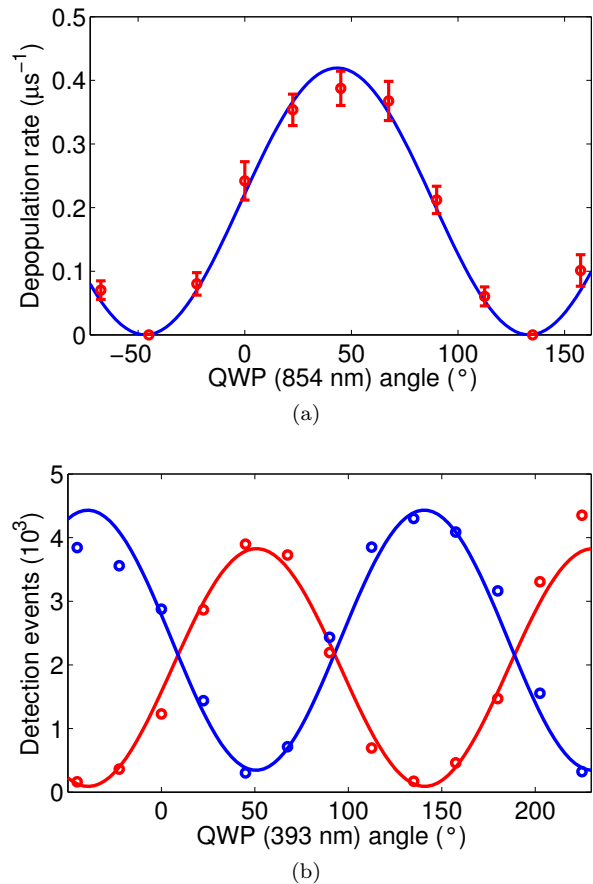 0.5
0.4
0.3
0.2
0.1
0
Depopulation rate (μs⁻¹)
−50 0 50 100 150
QWP (854 nm) angle (°)
(a)
5
4
3
2
1
0
Detection events (10³)
0 50 100 150 200
QWP (393 nm) angle (°)
(b)